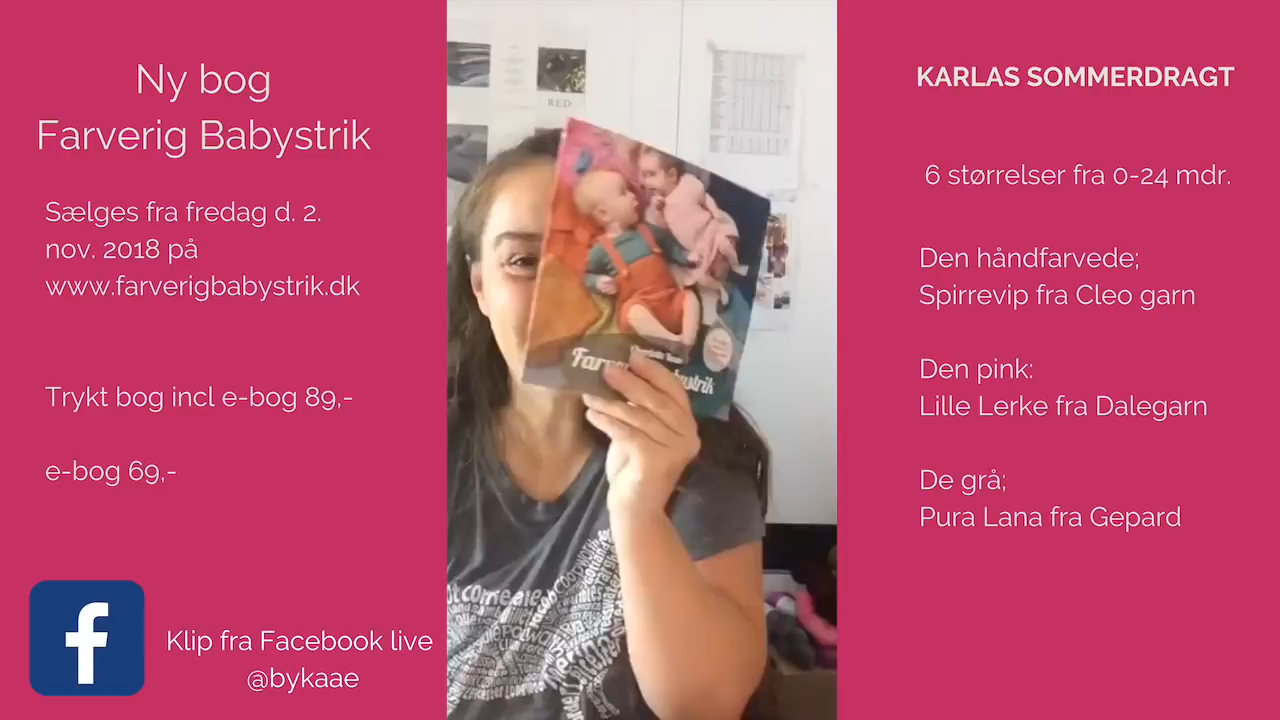 Ny bog
Farverig Babystrik
Sælges fra fredag d. 2.
nov. 2018 på
www.farverigbabystrik.dk
Trykt bog incl e-bog 89,-
e-bog 69,-
Klip fra Facebook live
@bykaae
RED
KARLAS SOMMERDRAGT
6 størrelser fra 0-24 mdr.
Den håndfarvede;
Spirrevip fra Cleo garn
Den pink:
Lille Lerke fra Dalegarn
De grå;
Pura Lana fra Gepard